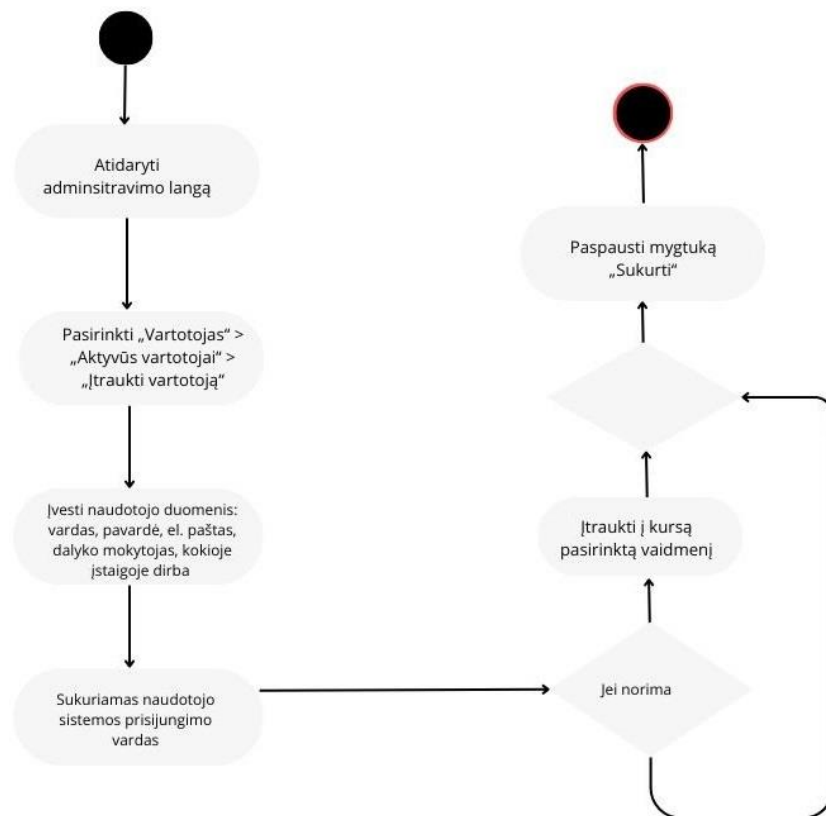 Atidaryti
adminsitravimo langą
Pasirinkti „Vartotojas“ >
„Aktyvūs vartotojai“ >
„Įtraukti vartotoją“
Įvesti naudotojo duomenis:
vardas, pavardė, el. paštas,
dalyko mokytojas, kokioje
įstaigoje dirba
Sukuriamas naudotojo
sistemos prisijungimo
vardas
Jei norima
Įtraukti į kursą
pasirinktą vaidmenį
Paspausti mygtuką
„Sukurti“